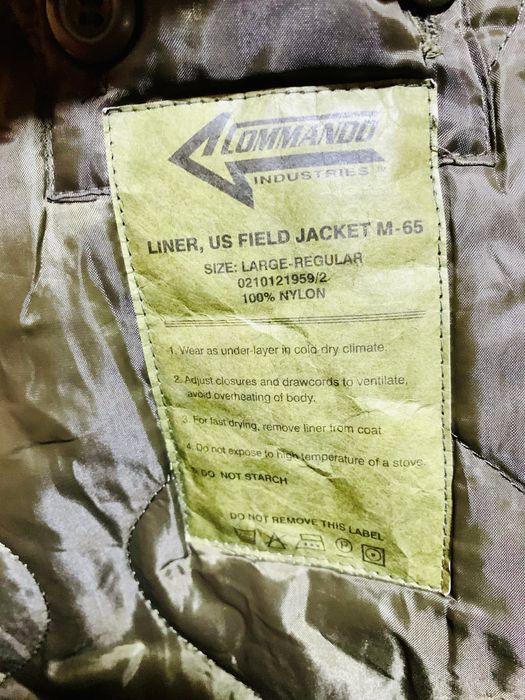 COMMANDO
INDUSTRIES™
LINER, US FIELD JACKET M-65
SIZE: LARGE-REGULAR
0210121959/2
100% NYLON
1. Wear as under-layer in cold dry climate.
2. Adjust closures and drawcords to ventilate,
avoid overheating of body.
3. For fast drying, remove liner from coat
4. Do not expose to high temperature of a stove.
DO NOT STARCH
DO NOT REMOVE THIS LABEL
P